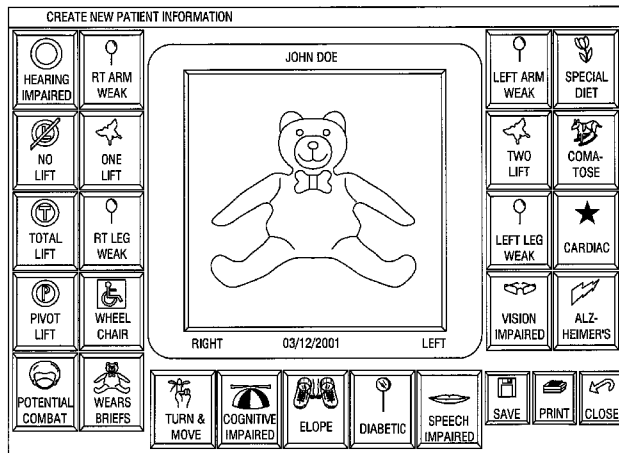 CREATE NEW PATIENT INFORMATION
HEARING
IMPAIRED
RT ARM
WEAK
JOHN DOE
LEFT ARM
WEAK
SPECIAL
DIET
L
NO
LIFT
ONE
LIFT
TWO
LIFT
COMA-
TOSE
T
TOTAL
LIFT
RT LEG
WEAK
LEFT LEG
WEAK
CARDIAC
P
PIVOT
LIFT
WHEEL
CHAIR
RIGHT 03/12/2001 LEFT
VISION
IMPAIRED
ALZ-
HEIMER'S
POTENTIAL
COMBAT
WEARS
BRIEFS
TURN &
MOVE
COGNITIVE
IMPAIRED
ELOPE
DIABETIC
SPEECH
IMPAIRED
SAVE
PRINT
CLOSE